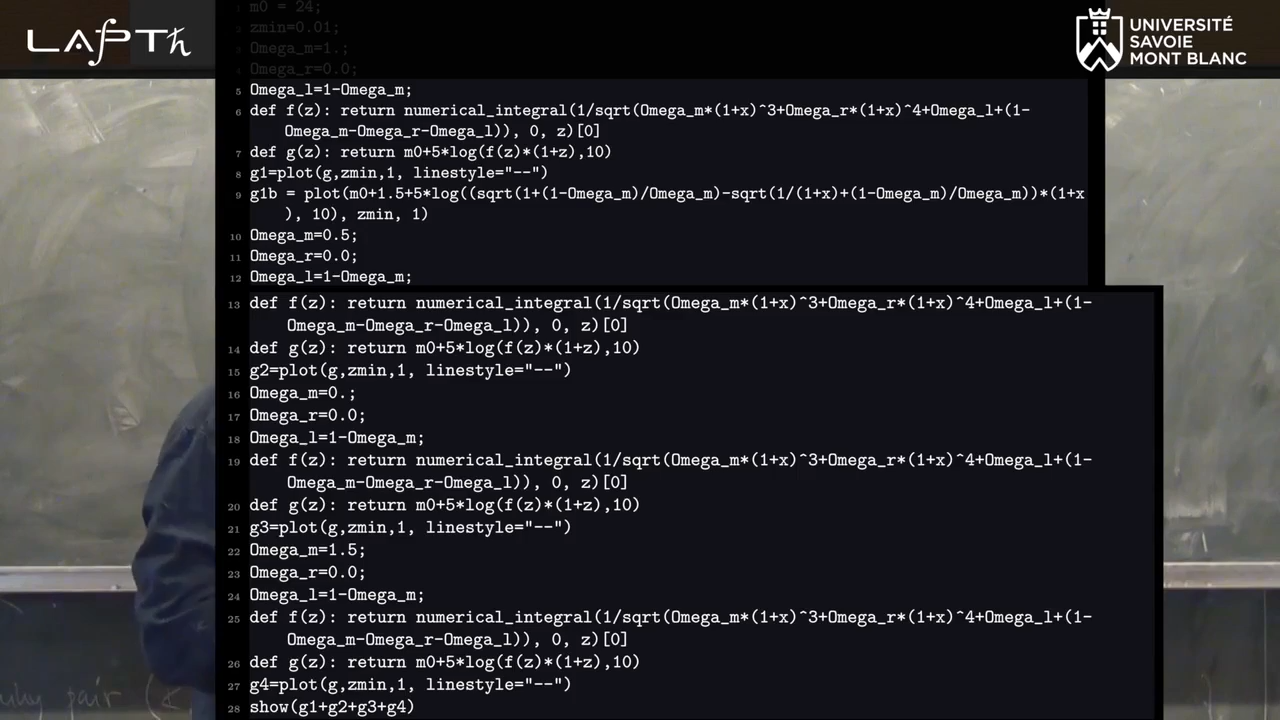 LAPTh
UNIVERSITÉ
SAVOIE
MONT BLANC
1 m0 = 24;
2 zmin=0.01;
3 Omega_m=1.;
4 Omega_r=0.0;
5 Omega_l=1-Omega_m;
6 def f(z): return numerical_integral(1/sqrt(Omega_m*(1+x)^3+Omega_r*(1+x)^4+Omega_l+(1-
Omega_m-Omega_r-Omega_l)), 0, z)[0]
7 def g(z): return m0+5*log(f(z)*(1+z),10)
8 g1=plot(g,zmin,1, linestyle="--")
9 g1b = plot(m0+1.5+5*log((sqrt(1+(1-Omega_m)/Omega_m)-sqrt(1/(1+x)+(1-Omega_m)/Omega_m))*(1+x
), 10), zmin, 1)
10 Omega_m=0.5;
11 Omega_r=0.0;
12 Omega_l=1-Omega_m;
13 def f(z): return numerical_integral(1/sqrt(Omega_m*(1+x)^3+Omega_r*(1+x)^4+Omega_l+(1-
Omega_m-Omega_r-Omega_l)), 0, z)[0]
14 def g(z): return m0+5*log(f(z)*(1+z),10)
15 g2=plot(g,zmin,1, linestyle="--")
16 Omega_m=0.;
17 Omega_r=0.0;
18 Omega_l=1-Omega_m;
19 def f(z): return numerical_integral(1/sqrt(Omega_m*(1+x)^3+Omega_r*(1+x)^4+Omega_l+(1-
Omega_m-Omega_r-Omega_l)), 0, z)[0]
20 def g(z): return m0+5*log(f(z)*(1+z),10)
21 g3=plot(g,zmin,1, linestyle="--")
22 Omega_m=1.5;
23 Omega_r=0.0;
24 Omega_l=1-Omega_m;
25 def f(z): return numerical_integral(1/sqrt(Omega_m*(1+x)^3+Omega_r*(1+x)^4+Omega_l+(1-
Omega_m-Omega_r-Omega_l)), 0, z)[0]
26 def g(z): return m0+5*log(f(z)*(1+z),10)
27 g4=plot(g,zmin,1, linestyle="--")
28 show(g1+g2+g3+g4)
pair (